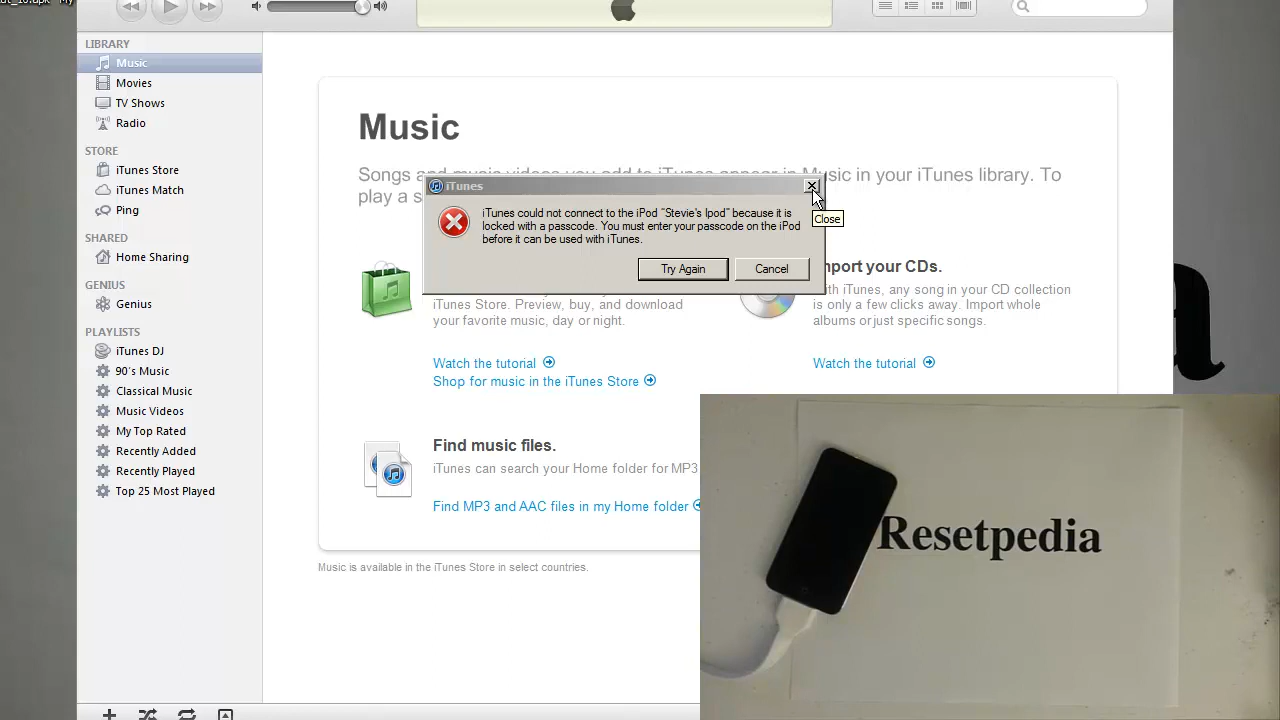 LIBRARY
Music
Movies
TV Shows
Radio
STORE
iTunes Store
iTunes Match
Ping
SHARED
Home Sharing
GENIUS
Genius
PLAYLISTS
iTunes DJ
90's Music
Classical Music
Music Videos
My Top Rated
Recently Added
Recently Played
Top 25 Most Played
Music
Songs and music videos you add to iTunes appear in Music in your iTunes library. To
play a
iTunes
iTunes could not connect to the iPod "Stevie's Ipod" because it is
locked with a passcode. You must enter your passcode on the iPod
before it can be used with iTunes.
Try Again
Cancel
Close
iTunes Store. Preview, buy, and download
your favorite music, day or night.
Watch the tutorial
Shop for music in the iTunes Store
Import your CDs.
With iTunes, any song in your CD collection
is only a few clicks away. Import whole
albums or just specific songs.
Watch the tutorial
Find music files.
iTunes can search your Home folder for MP3
Find MP3 and AAC files in my Home folder
Music is available in the iTunes Store in select countries.
Resetpedia